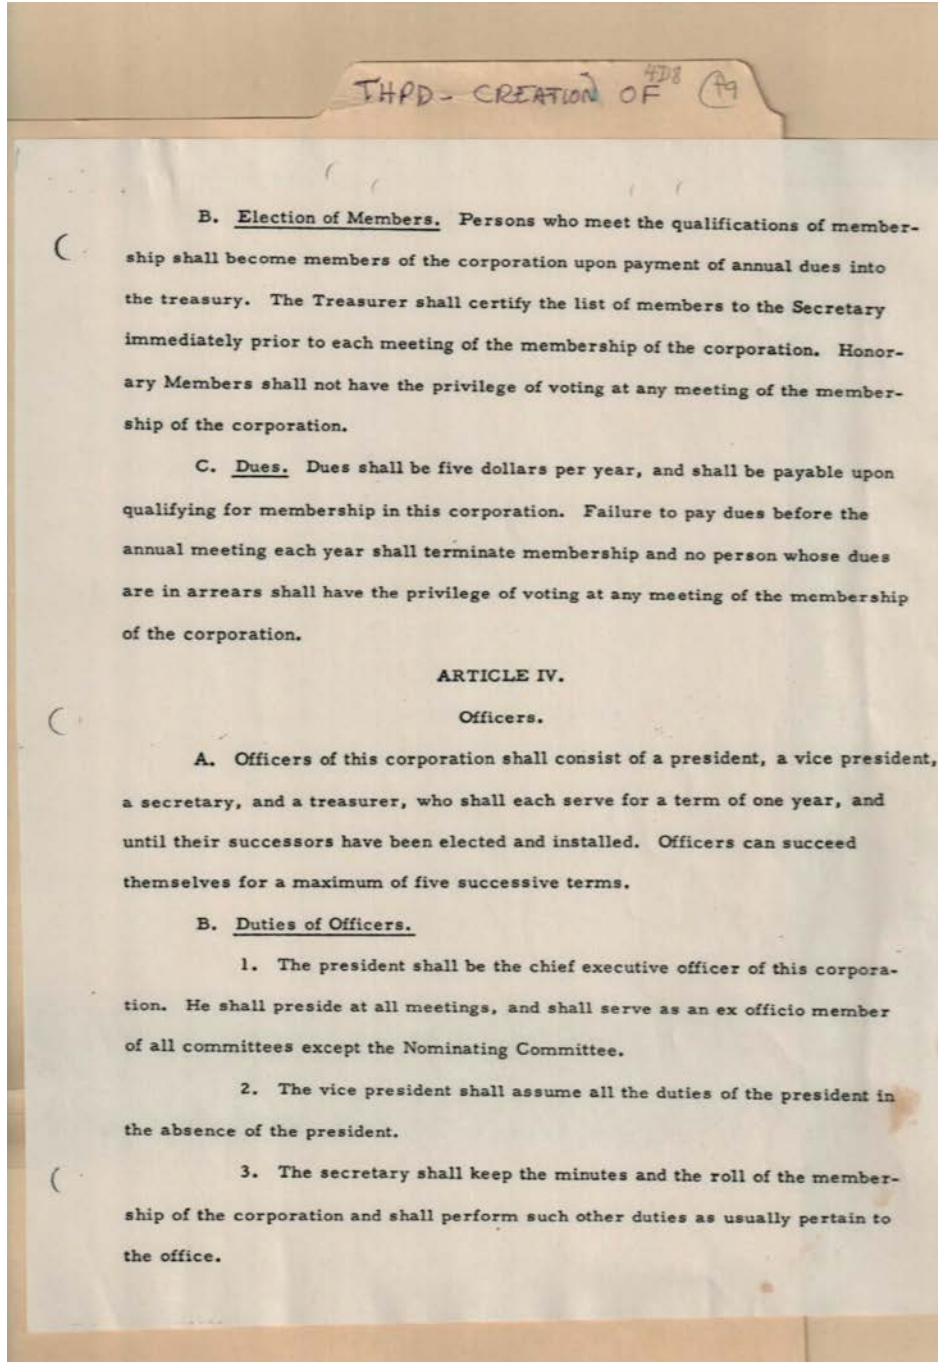 THPD - CREATION OF
4D8
B. Election of Members. Persons who meet the qualifications of member-
ship shall become members of the corporation upon payment of annual dues into
the treasury. The Treasurer shall certify the list of members to the Secretary
immediately prior to each meeting of the membership of the corporation. Honor-
ary Members shall not have the privilege of voting at any meeting of the member-
ship of the corporation.
C. Dues. Dues shall be five dollars per year, and shall be payable upon
qualifying for membership in this corporation. Failure to pay dues before the
annual meeting each year shall terminate membership and no person whose dues
are in arrears shall have the privilege of voting at any meeting of the membership
of the corporation.
ARTICLE IV.
Officers.
A. Officers of this corporation shall consist of a president, a vice president,
a secretary, and a treasurer, who shall each serve for a term of one year, and
until their successors have been elected and installed. Officers can succeed
themselves for a maximum of five successive terms.
B. Duties of Officers.
1. The president shall be the chief executive officer of this corpora-
tion. He shall preside at all meetings, and shall serve as an ex officio member
of all committees except the Nominating Committee.
2. The vice president shall assume all the duties of the president in
the absence of the president.
3. The secretary shall keep the minutes and the roll of the member-
ship of the corporation and shall perform such other duties as usually pertain to
the office.